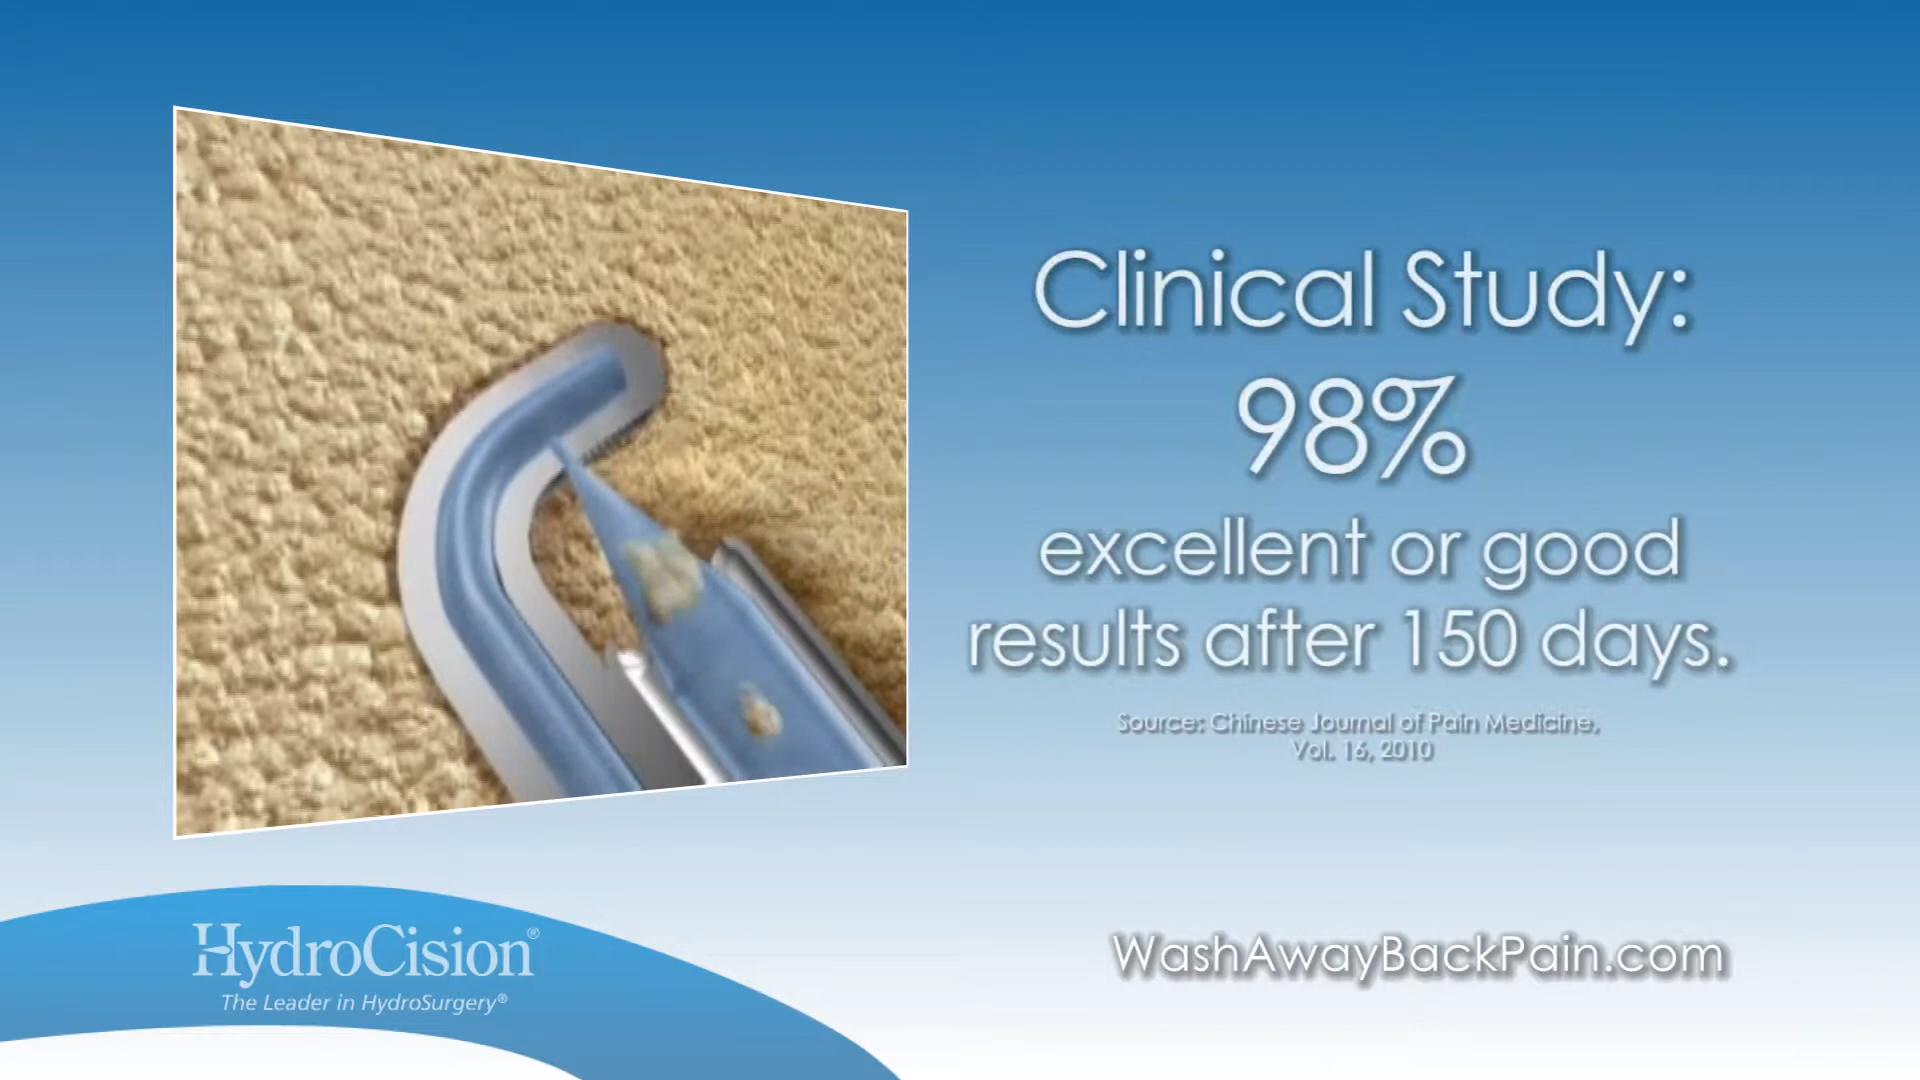 Clinical Study:
98%
excellent or good
results after 150 days.
Source: Chinese Journal of Pain Medicine,
Vol. 16, 2010
HydroCision®
The Leader in HydroSurgery®
WashAwayBackPain.com